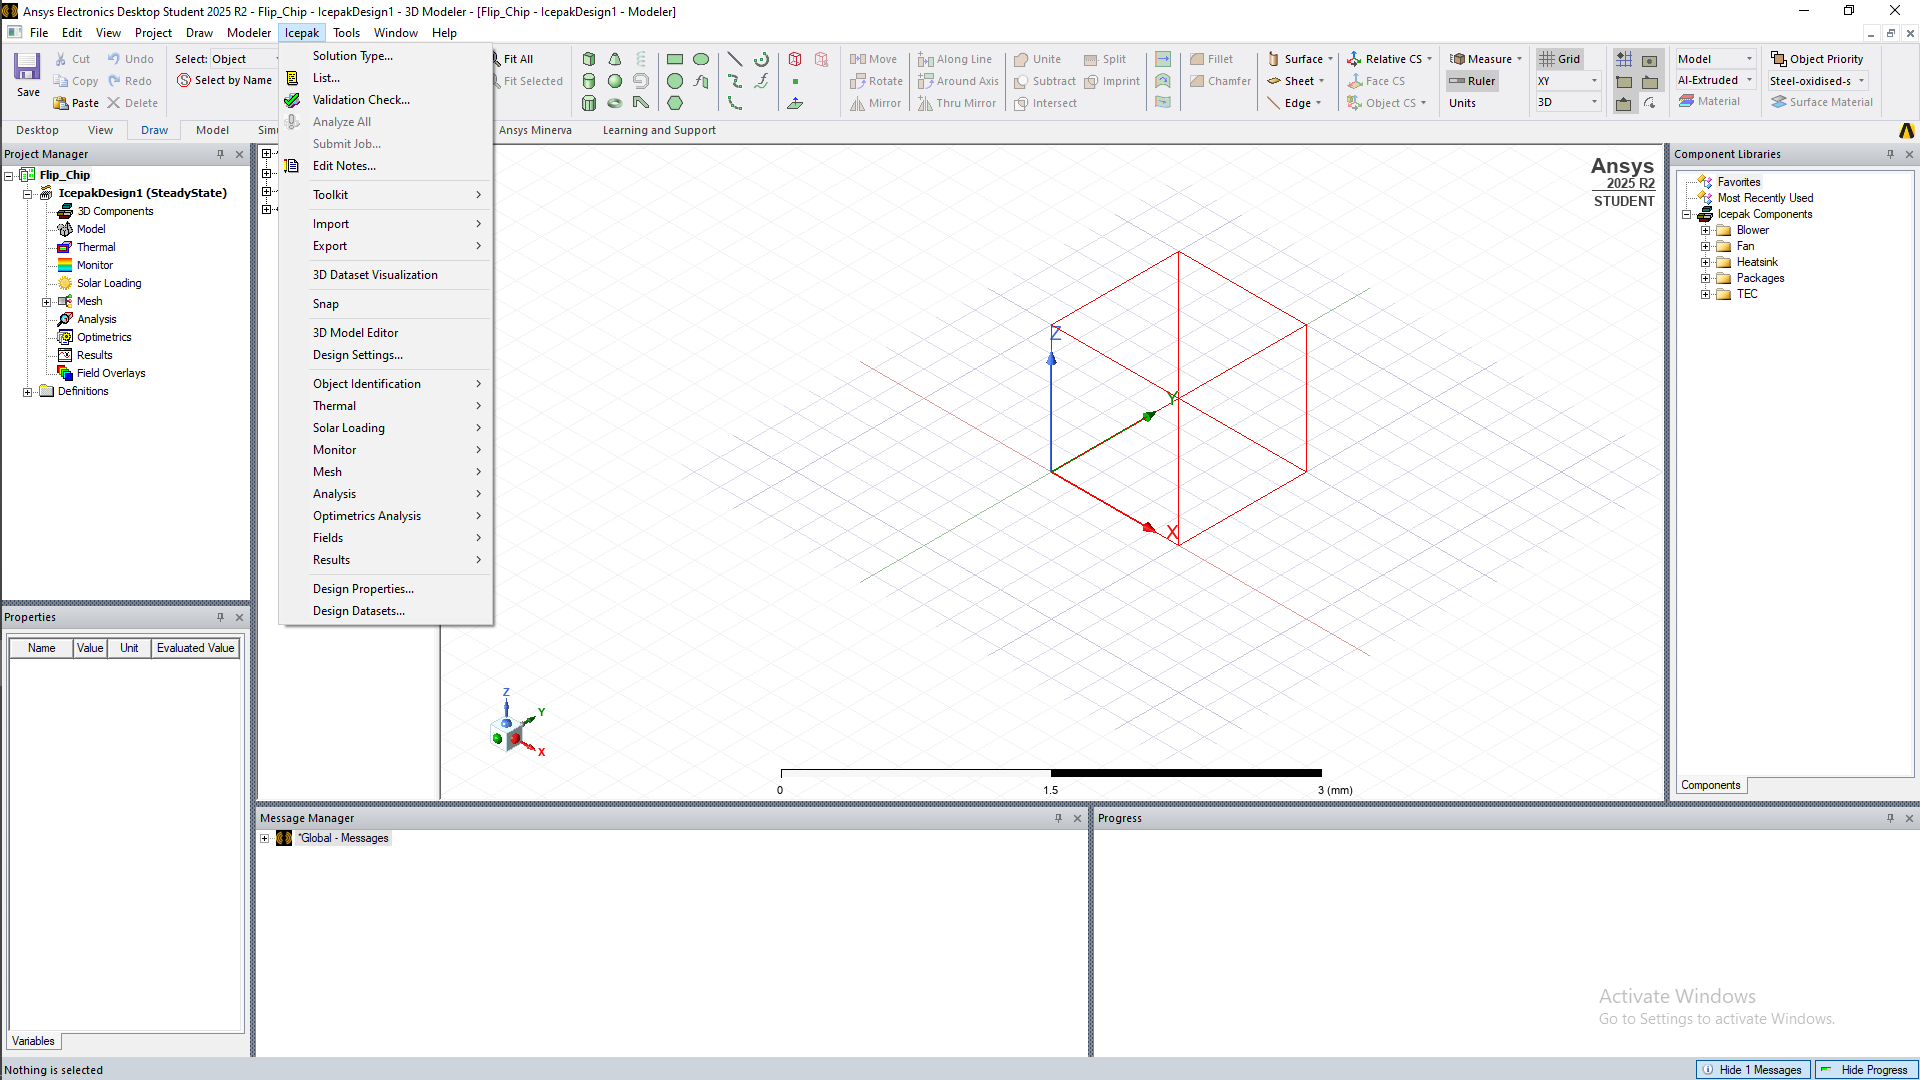 Ansys Electronics Desktop Student 2025 R2 - Flip_Chip - IcepakDesign1 - 3D Modeler - [Flip_Chip - IcepakDesign1 - Modeler]
File Edit View Project Draw Modeler Icepak Tools Window Help
Save
Cut
Copy
Paste
Undo
Redo
Delete
Select: Object
Select by Name
Fit All
Fit Selected
Move
Rotate
Mirror
Along Line
Around Axis
Thru Mirror
Unite
Subtract
Intersect
Split
Imprint
Fillet
Chamfer
Surface
Sheet
Edge
Relative CS
Face CS
Object CS
Measure
Ruler
Units
Grid
XY
3D
Model
Al-Extruded
Material
Object Priority
Steel-oxidised-s
Surface Material
Desktop View Draw Model Ansys Minerva Learning and Support
Solution Type...
List...
Validation Check...
Analyze All
Submit Job...
Edit Notes...
Toolkit
Import
Export
3D Dataset Visualization
Snap
3D Model Editor
Design Settings...
Object Identification
Thermal
Solar Loading
Monitor
Mesh
Analysis
Optimetrics Analysis
Fields
Results
Design Properties...
Design Datasets...
Project Manager
Flip_Chip
IcepakDesign1 (SteadyState)
3D Components
Model
Thermal
Monitor
Solar Loading
Mesh
Analysis
Optimetrics
Results
Field Overlays
Definitions
Properties
Name Value Unit Evaluated Value
Variables
Ansys
2025 R2
STUDENT
Z
Y
X
Z
Y
X
0 1.5 3 (mm)
Component Libraries
Favorites
Most Recently Used
Icepak Components
Blower
Fan
Heatsink
Packages
TEC
Components
Message Manager
*Global - Messages
Progress
Activate Windows
Go to Settings to activate Windows.
Nothing is selected
Hide 1 Messages
Hide Progress